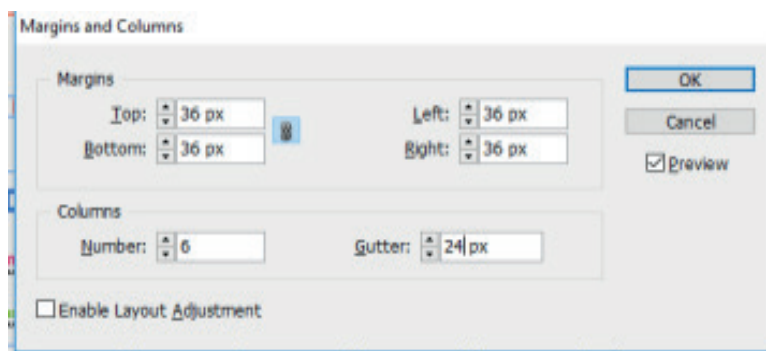 Margins and Columns
Margins
Top: 36 px
Left: 36 px
Bottom: 36 px
Right: 36 px
OK
Cancel
Preview
Columns
Number: 6
Gutter: 24 px
Enable Layout Adjustment